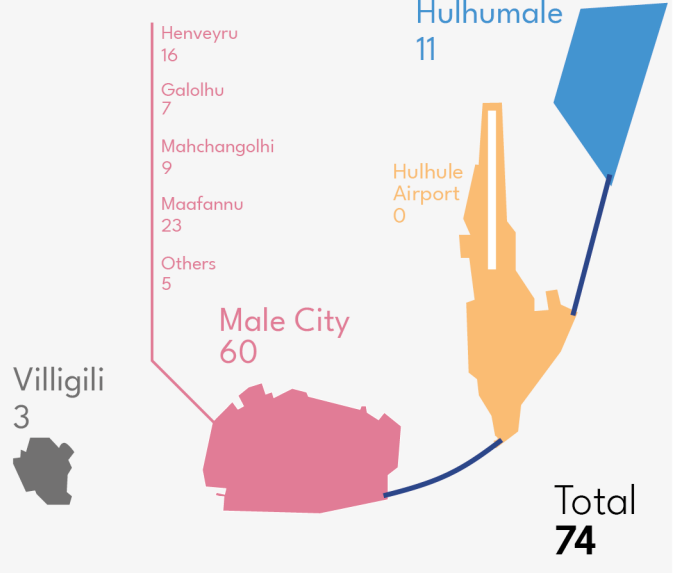 Hulhumale
11
Henveyru
16
Galolhu
7
Mahchangolhi
9
Maafannu
23
Others
5
Hulhule
Airport
0
Male City
60
Villigili
3
Total
74